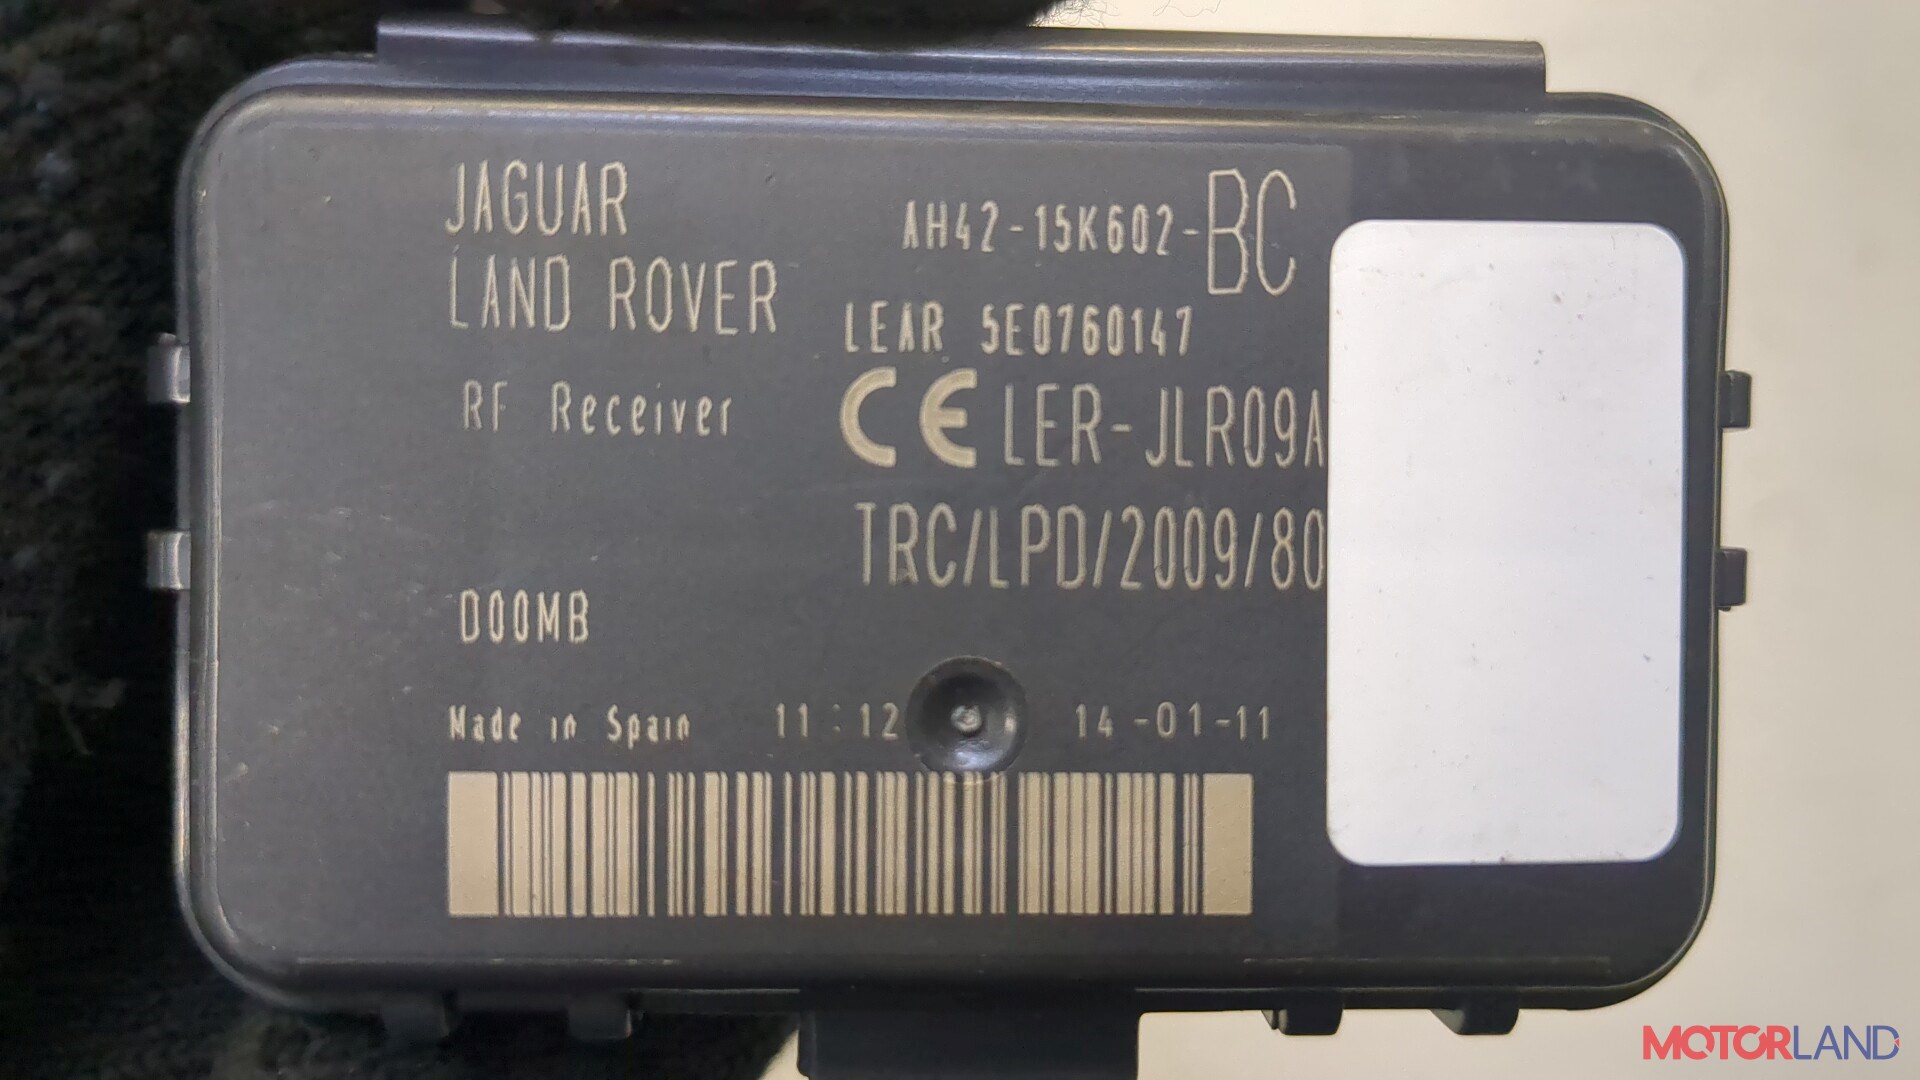 JAGUAR
LAND ROVER
AH42-15K602-BC
LEAR 5E0760147
RF Receiver
CE LER-JLR09A
TRC/LPD/2009/80
D00MB
Made in Spain 11:12 14-01-11
MOTORLAND